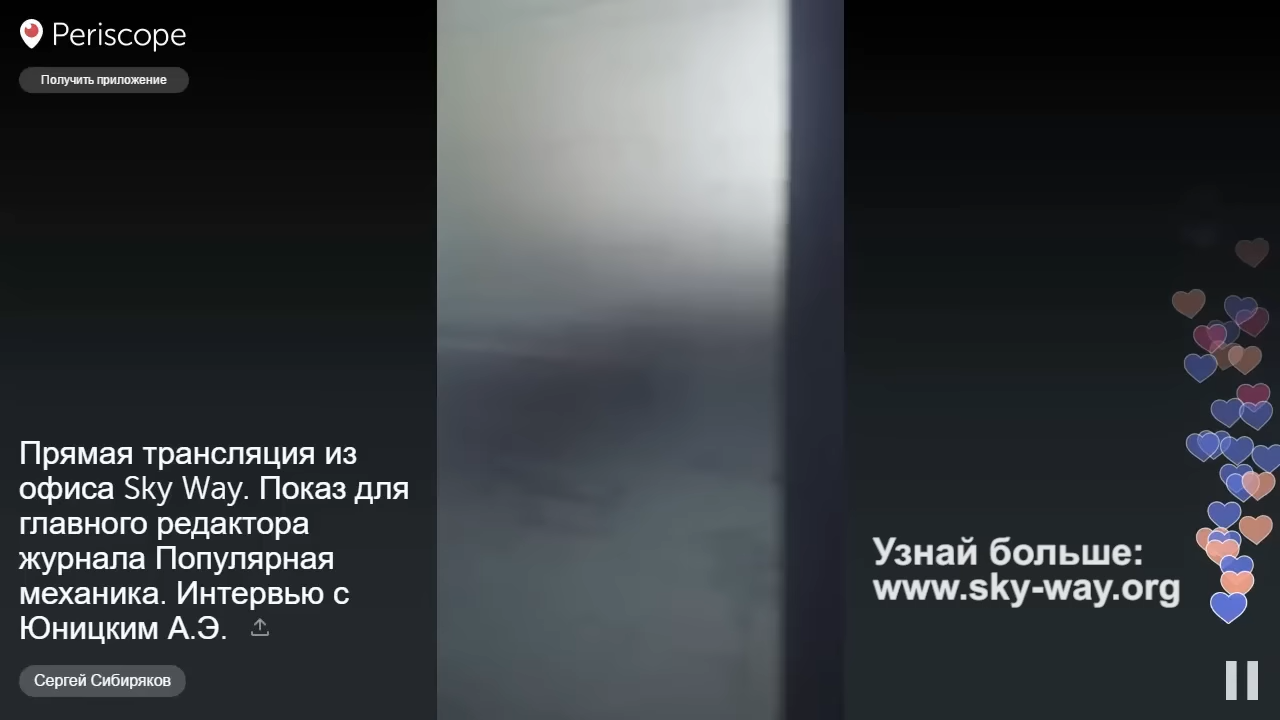 Periscope
Получить приложение
Прямая трансляция из
офиса Sky Way. Показ для
главного редактора
журнала Популярная
механика. Интервью с
Юницким А.Э.
Сергей Сибиряков
Узнай больше:
www.sky-way.org